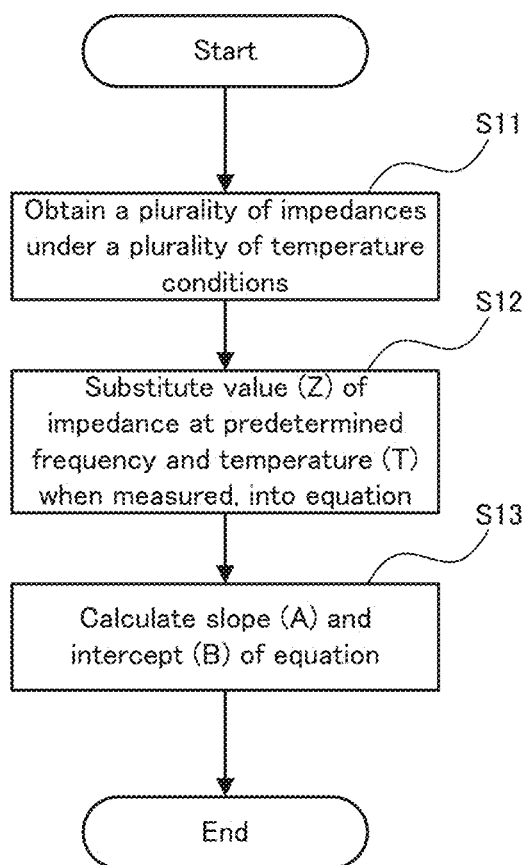 Start
S11
Obtain a plurality of impedances
under a plurality of temperature
conditions
S12
Substitute value (Z) of
impedance at predetermined
frequency and temperature (T)
when measured, into equation
S13
Calculate slope (A) and
intercept (B) of equation
End